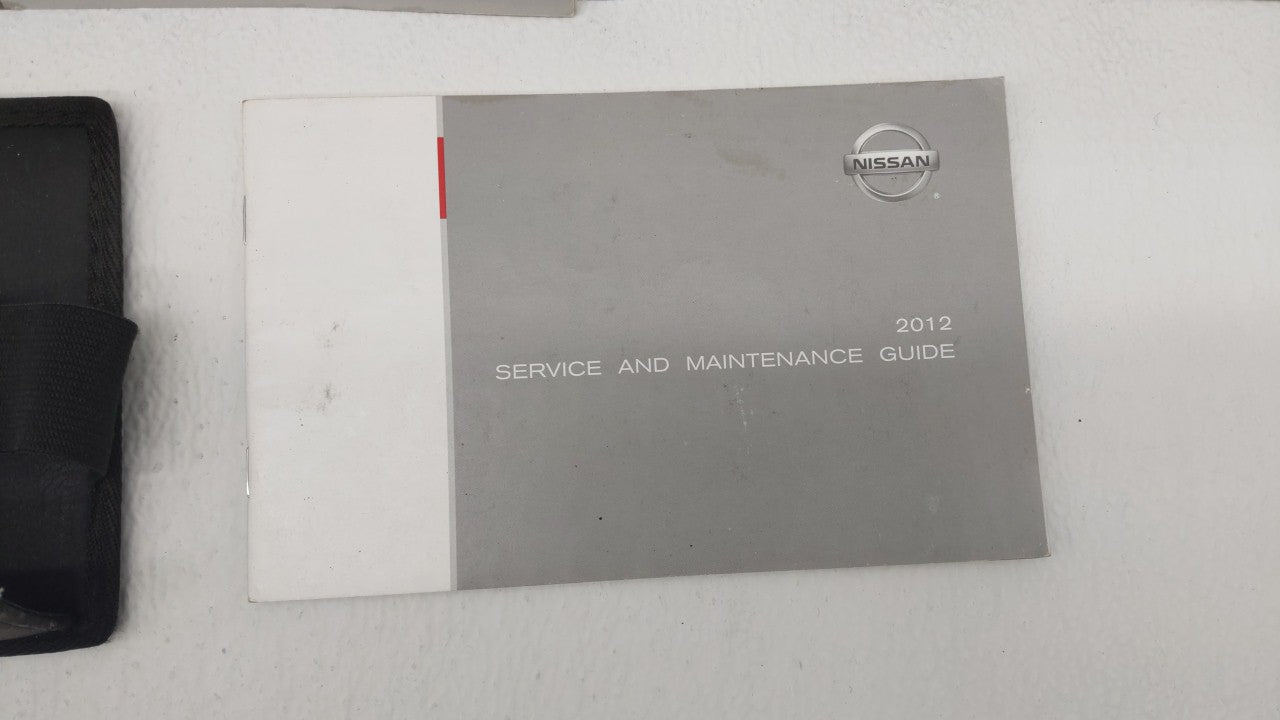 NISSAN
®
2012
SERVICE AND MAINTENANCE GUIDE